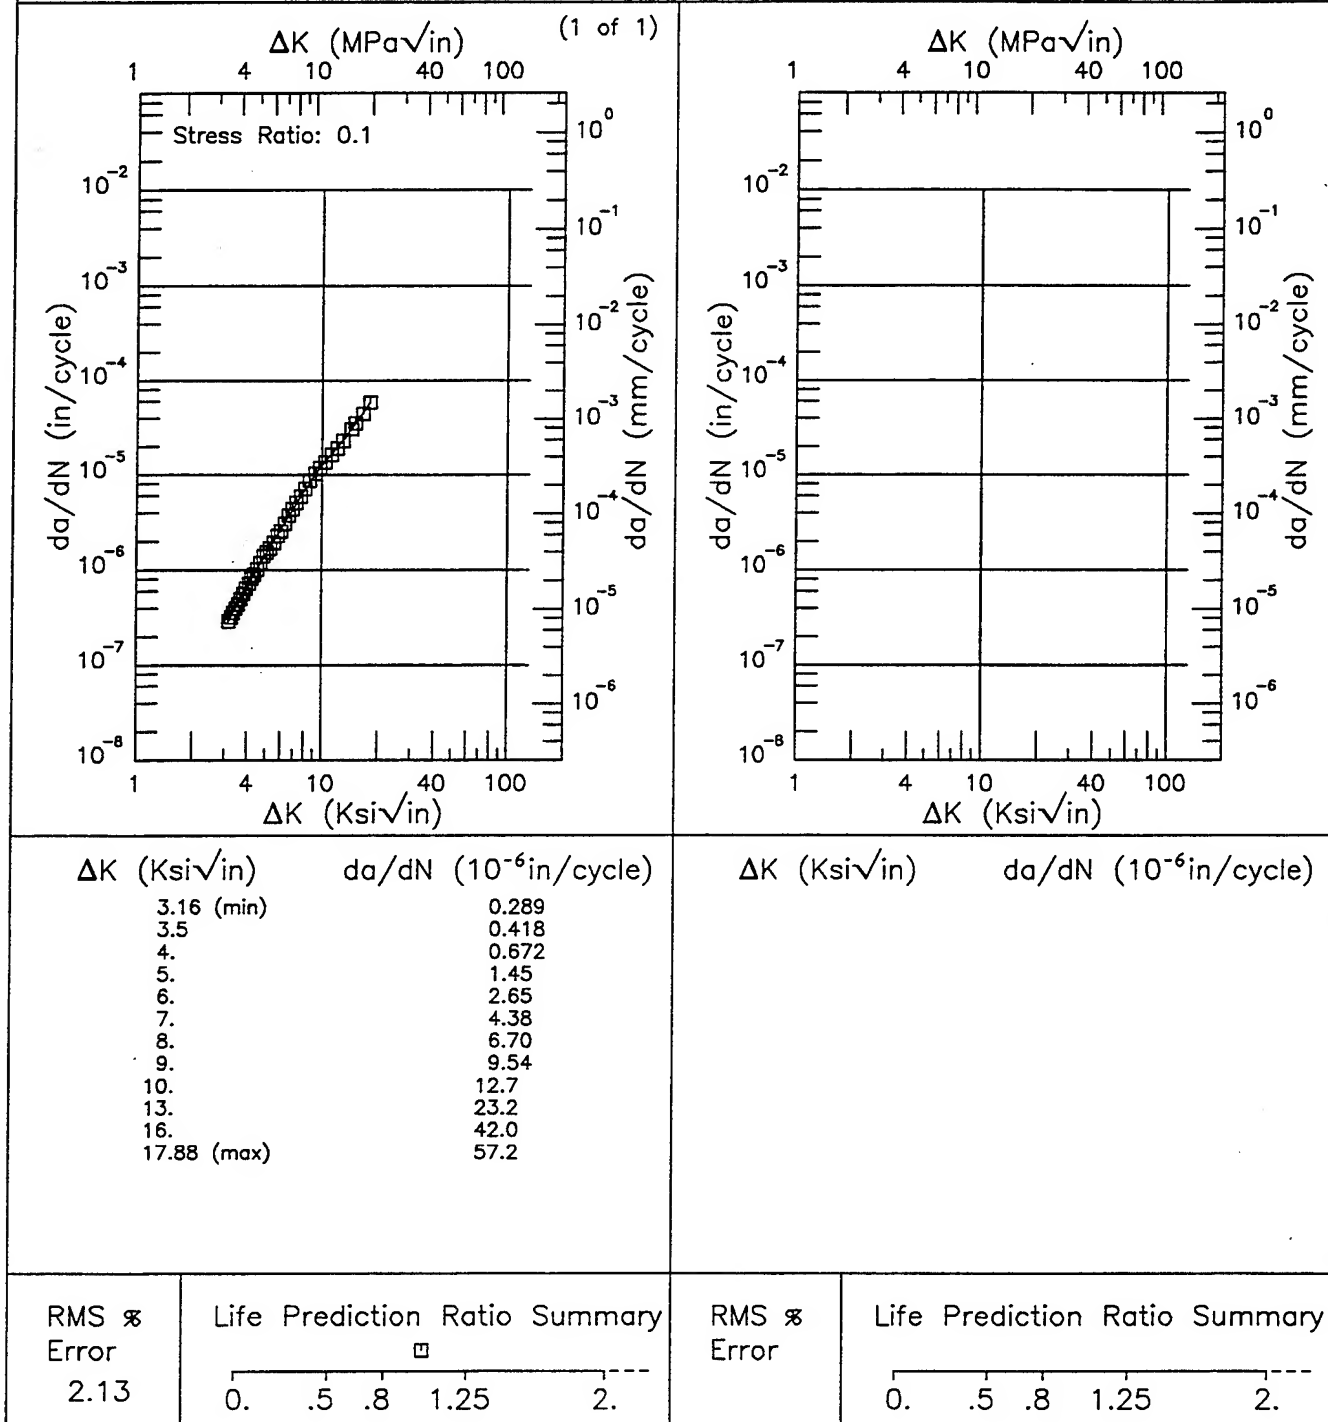 (1 of 1)
ΔK (MPa√in)
1 4 10 40 100
Stress Ratio: 0.1
da/dN (in/cycle)
10⁻²
10⁻³
10⁻⁴
10⁻⁵
10⁻⁶
10⁻⁷
10⁻⁸
da/dN (mm/cycle)
10⁰
10⁻¹
10⁻²
10⁻³
10⁻⁴
10⁻⁵
10⁻⁶
1 4 10 40 100
ΔK (Ksi√in)
ΔK (MPa√in)
1 4 10 40 100
da/dN (in/cycle)
10⁻²
10⁻³
10⁻⁴
10⁻⁵
10⁻⁶
10⁻⁷
10⁻⁸
da/dN (mm/cycle)
10⁰
10⁻¹
10⁻²
10⁻³
10⁻⁴
10⁻⁵
10⁻⁶
1 4 10 40 100
ΔK (Ksi√in)
ΔK (Ksi√in) da/dN (10⁻⁶in/cycle)
3.16 (min) 0.289
3.5 0.418
4. 0.672
5. 1.45
6. 2.65
7. 4.38
8. 6.70
9. 9.54
10. 12.7
13. 23.2
16. 42.0
17.88 (max) 57.2
ΔK (Ksi√in) da/dN (10⁻⁶in/cycle)
RMS %
Error
2.13
Life Prediction Ratio Summary
0. .5 .8 1.25 2.
RMS %
Error
Life Prediction Ratio Summary
0. .5 .8 1.25 2.